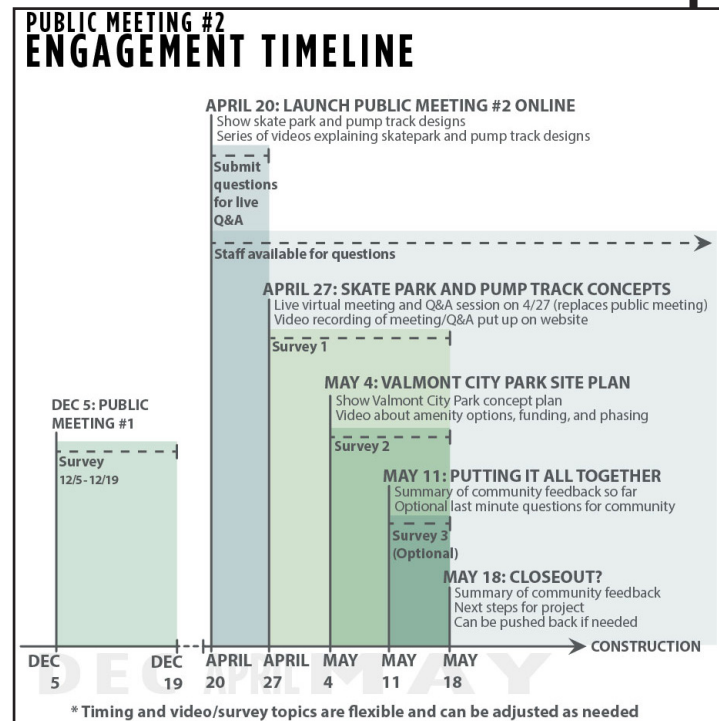 PUBLIC MEETING #2
ENGAGEMENT TIMELINE
APRIL 20: LAUNCH PUBLIC MEETING #2 ONLINE
Show skate park and pump track designs
Series of videos explaining skatepark and pump track designs
Submit
questions
for live
Q&A
Staff available for questions
APRIL 27: SKATE PARK AND PUMP TRACK CONCEPTS
Live virtual meeting and Q&A session on 4/27 (replaces public meeting)
Video recording of meeting/Q&A put up on website
Survey 1
MAY 4: VALMONT CITY PARK SITE PLAN
Show Valmont City Park concept plan
Video about amenity options, funding, and phasing
Survey 2
DEC 5: PUBLIC
MEETING #1
Survey
12/5-12/19
MAY 11: PUTTING IT ALL TOGETHER
Summary of community feedback so far
Optional last minute questions for community
Survey 3
(Optional)
MAY 18: CLOSEOUT?
Summary of community feedback
Next steps for project
Can be pushed back if needed
CONSTRUCTION
DEC
5
DEC
19
APRIL
20
APRIL
27
MAY
4
MAY
11
MAY
18
DEC APRIL MAY
* Timing and video/survey topics are flexible and can be adjusted as needed